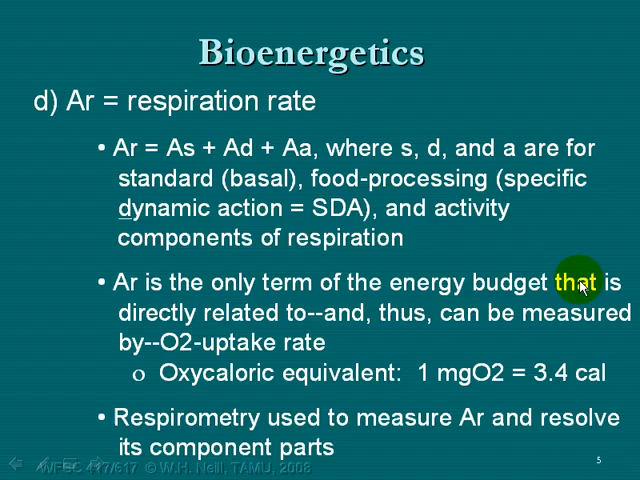 Bioenergetics
d) Ar = respiration rate
• Ar = As + Ad + Aa, where s, d, and a are for
standard (basal), food-processing (specific
dynamic action = SDA), and activity
components of respiration
• Ar is the only term of the energy budget that is
directly related to--and, thus, can be measured
by--O2-uptake rate
o Oxycaloric equivalent: 1 mgO2 = 3.4 cal
• Respirometry used to measure Ar and resolve
its component parts
WFSC 417/617 © W.H. Neill, TAMU, 2008
5